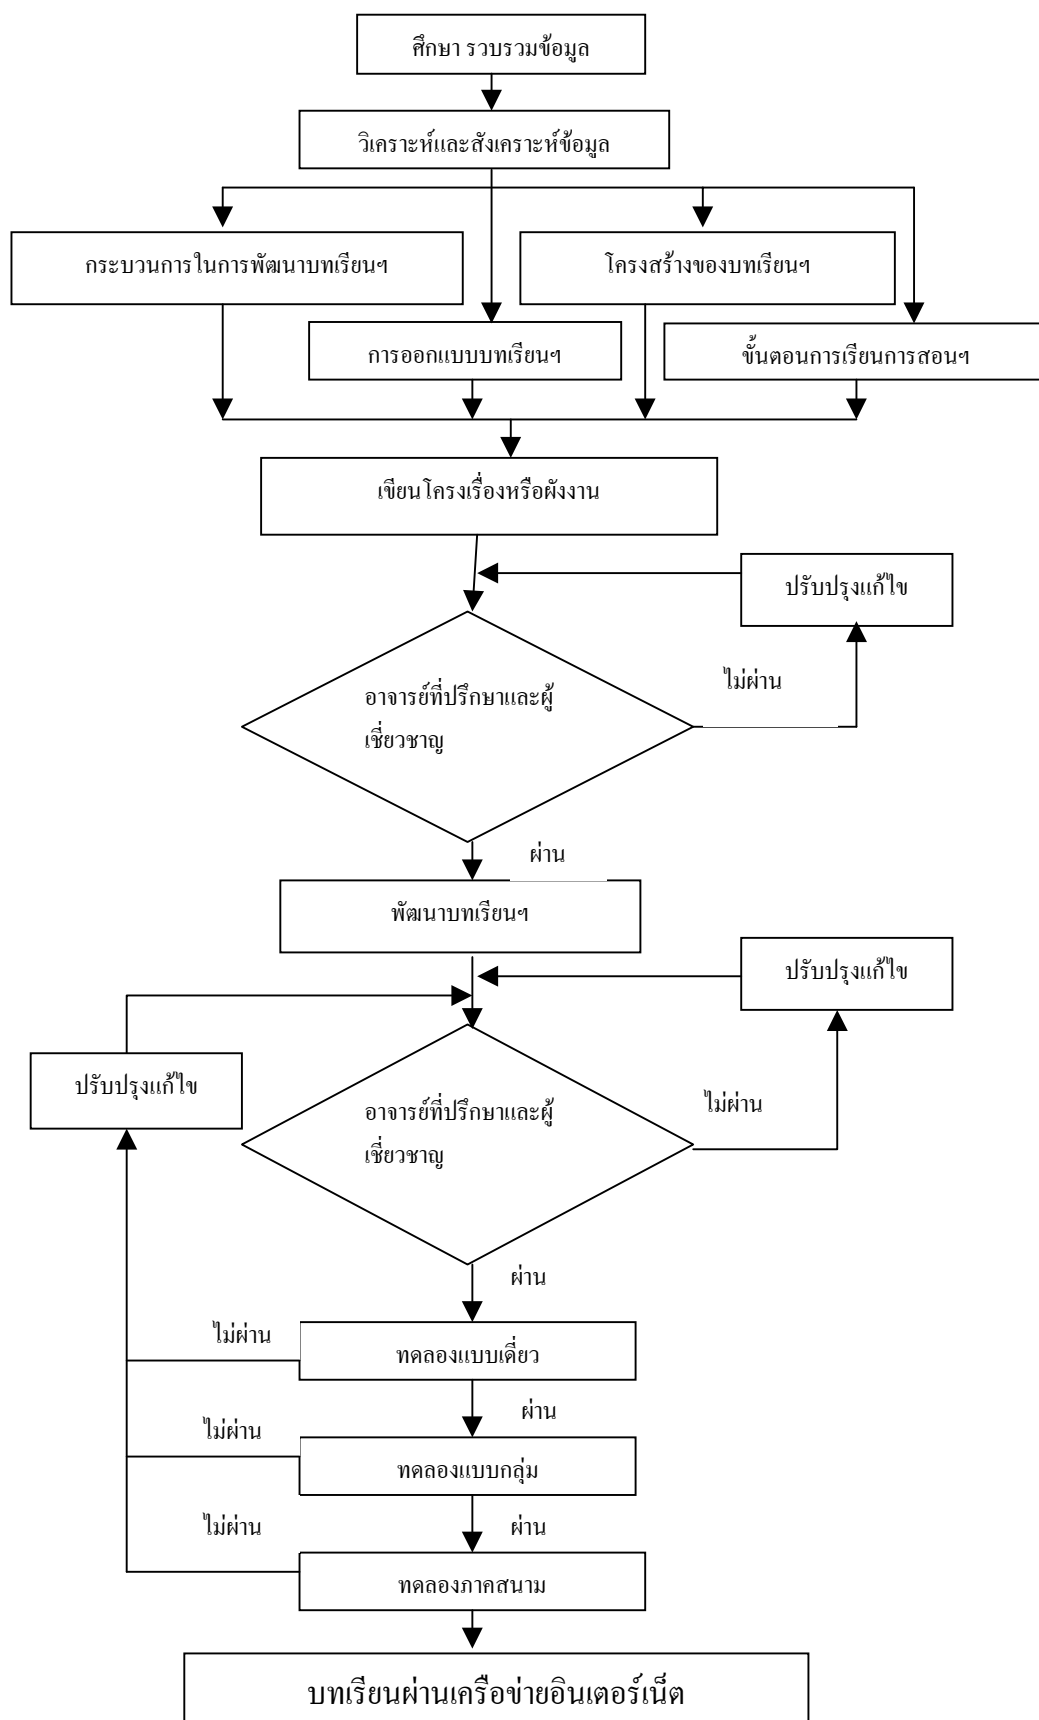 ศึกษา รวบรวมข้อมูล
วิเคราะห์และสังเคราะห์ข้อมูล
กระบวนการในการพัฒนาบทเรียนฯ
โครงสร้างของบทเรียนฯ
การออกแบบบทเรียนฯ
ขั้นตอนการเรียนการสอนฯ
เขียนโครงเรื่องหรือผังงาน
ปรับปรุงแก้ไข
ไม่ผ่าน
อาจารย์ที่ปรึกษาและผู้
เชี่ยวชาญ
ผ่าน
พัฒนาบทเรียนฯ
ปรับปรุงแก้ไข
ปรับปรุงแก้ไข
ไม่ผ่าน
อาจารย์ที่ปรึกษาและผู้
เชี่ยวชาญ
ผ่าน
ไม่ผ่าน
ทดลองแบบเดี่ยว
ผ่าน
ไม่ผ่าน
ทดลองแบบกลุ่ม
ไม่ผ่าน
ผ่าน
ทดลองภาคสนาม
บทเรียนผ่านเครือข่ายอินเตอร์เน็ต